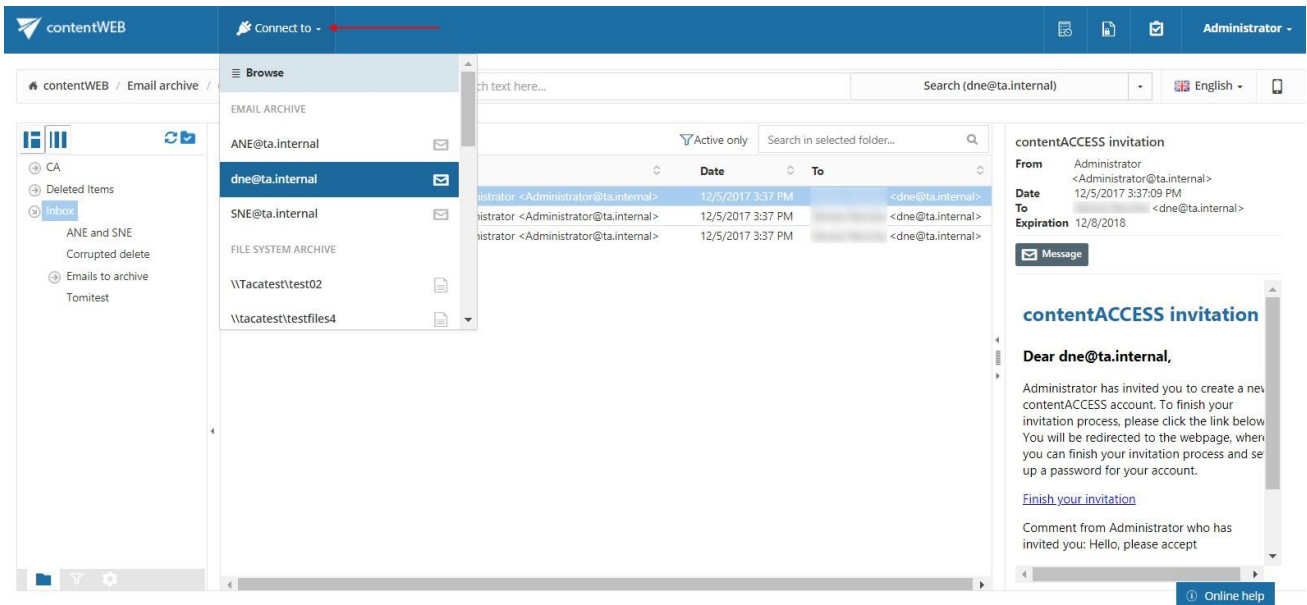 contentWEB
Connect to
Administrator
Browse
contentWEB / Email archive /
ch text here...
Search (dne@ta.internal)
English
EMAIL ARCHIVE
ANE@ta.internal
dne@ta.internal
SNE@ta.internal
FILE SYSTEM ARCHIVE
\\Tacatest\test02
\\tacatest\testfiles4
CA
Deleted Items
Inbox
ANE and SNE
Corrupted delete
Emails to archive
Tomitest
Active only
Search in selected folder...
Date To
nistrator <Administrator@ta.internal> 12/5/2017 3:37 PM <dne@ta.internal>
nistrator <Administrator@ta.internal> 12/5/2017 3:37 PM <dne@ta.internal>
nistrator <Administrator@ta.internal> 12/5/2017 3:37 PM <dne@ta.internal>
contentACCESS invitation
From Administrator
<Administrator@ta.internal>
Date 12/5/2017 3:37:09 PM
To <dne@ta.internal>
Expiration 12/8/2018
Message
contentACCESS invitation
Dear dne@ta.internal,
Administrator has invited you to create a new
contentACCESS account. To finish your
invitation process, please click the link below
You will be redirected to the webpage, where
you can finish your invitation process and se
up a password for your account.
Finish your invitation
Comment from Administrator who has
invited you: Hello, please accept
Online help